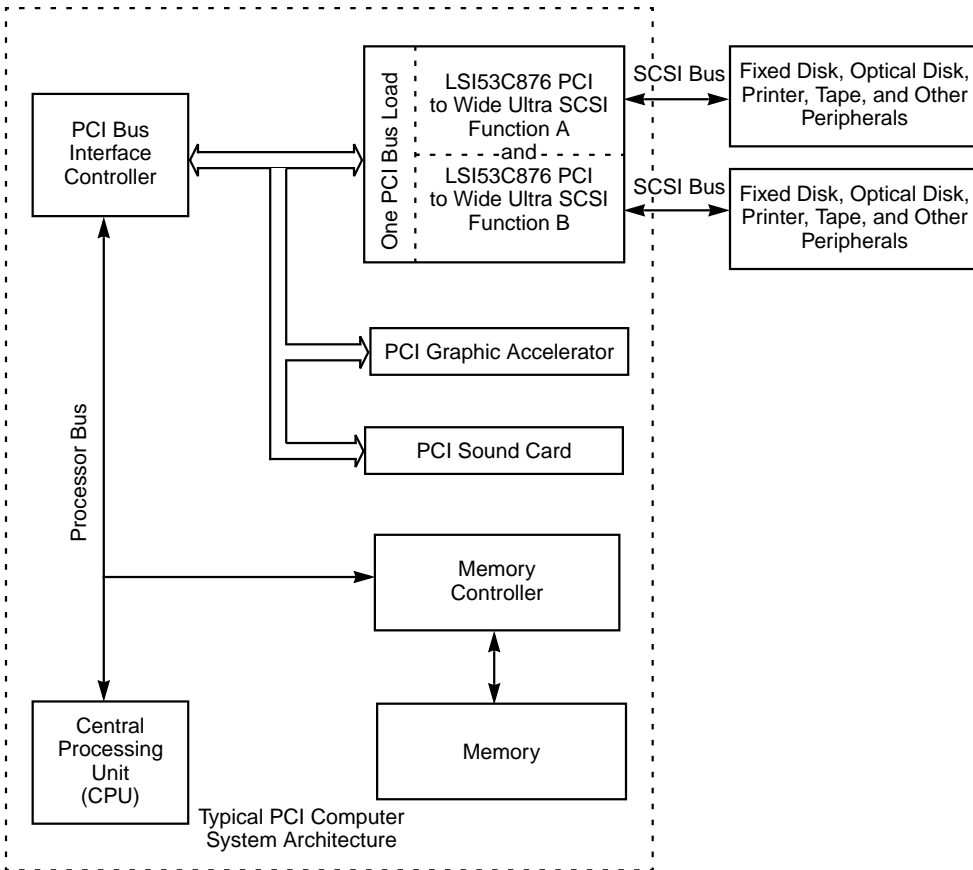 PCI Bus
Interface
Controller
One PCI Bus Load
LSI53C876 PCI
to Wide Ultra SCSI
Function A
and
LSI53C876 PCI
to Wide Ultra SCSI
Function B
SCSI Bus
Fixed Disk, Optical Disk,
Printer, Tape, and Other
Peripherals
SCSI Bus
Fixed Disk, Optical Disk,
Printer, Tape, and Other
Peripherals
PCI Graphic Accelerator
PCI Sound Card
Processor Bus
Memory
Controller
Memory
Central
Processing
Unit
(CPU)
Typical PCI Computer
System Architecture